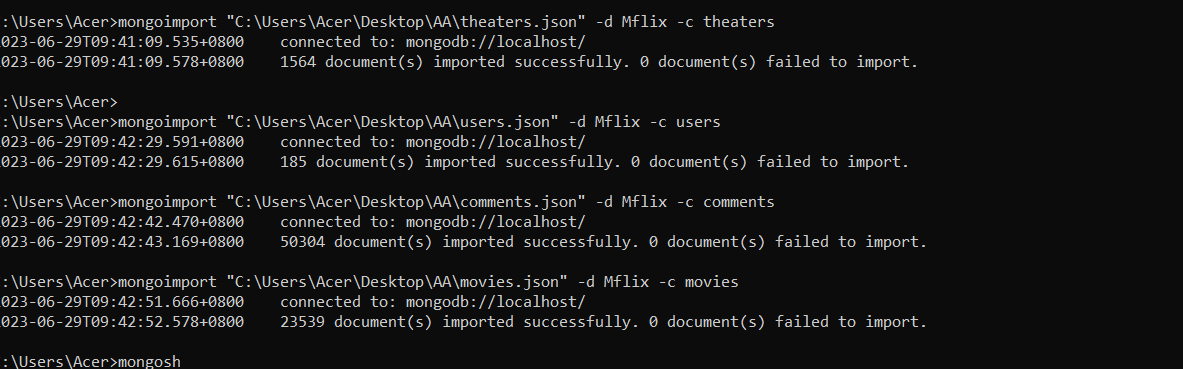 :\Users\Acer>mongoimport "C:\Users\Acer\Desktop\AA\theaters.json" -d Mflix -c theaters
023-06-29T09:41:09.535+0800    connected to: mongodb://localhost/
023-06-29T09:41:09.578+0800    1564 document(s) imported successfully. 0 document(s) failed to import.
:\Users\Acer>
:\Users\Acer>mongoimport "C:\Users\Acer\Desktop\AA\users.json" -d Mflix -c users
023-06-29T09:42:29.591+0800    connected to: mongodb://localhost/
023-06-29T09:42:29.615+0800    185 document(s) imported successfully. 0 document(s) failed to import.
:\Users\Acer>mongoimport "C:\Users\Acer\Desktop\AA\comments.json" -d Mflix -c comments
023-06-29T09:42:42.470+0800    connected to: mongodb://localhost/
023-06-29T09:42:43.169+0800    50304 document(s) imported successfully. 0 document(s) failed to import.
:\Users\Acer>mongoimport "C:\Users\Acer\Desktop\AA\movies.json" -d Mflix -c movies
023-06-29T09:42:51.666+0800    connected to: mongodb://localhost/
023-06-29T09:42:52.578+0800    23539 document(s) imported successfully. 0 document(s) failed to import.
:\Users\Acer>mongosh